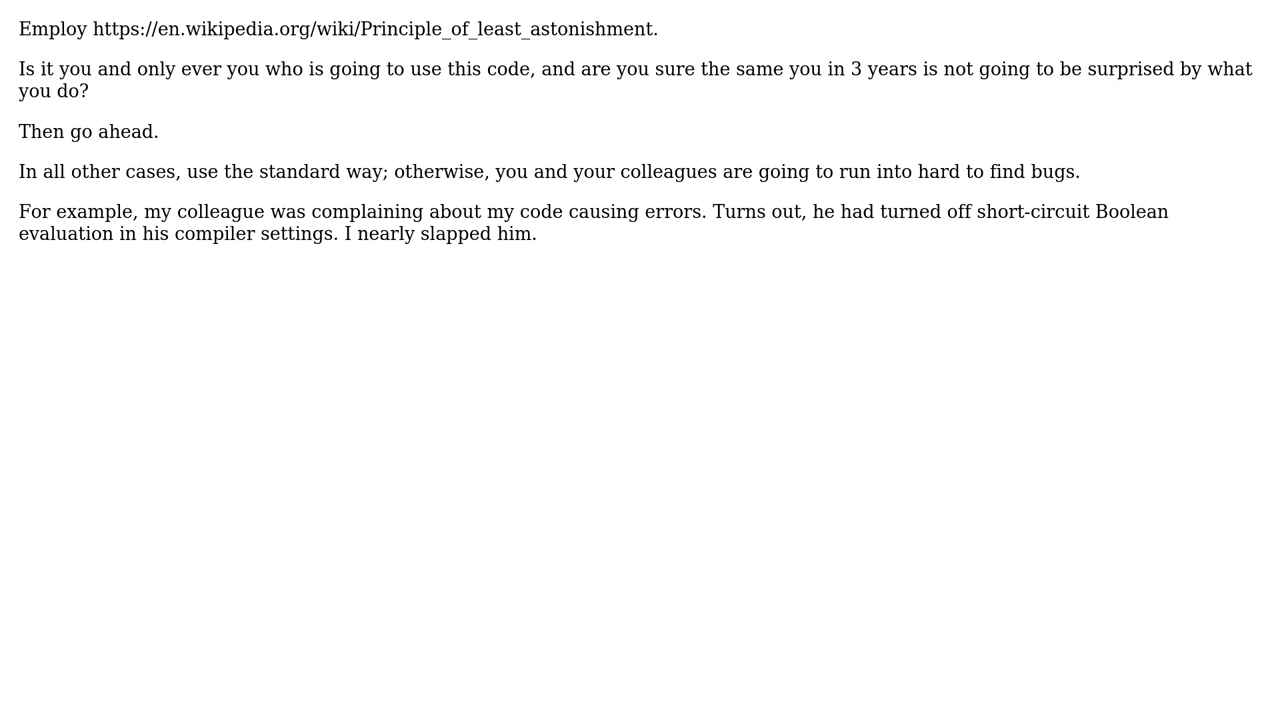 Employ https://en.wikipedia.org/wiki/Principle_of_least_astonishment.
Is it you and only ever you who is going to use this code, and are you sure the same you in 3 years is not going to be surprised by what
you do?
Then go ahead.
In all other cases, use the standard way; otherwise, you and your colleagues are going to run into hard to find bugs.
For example, my colleague was complaining about my code causing errors. Turns out, he had turned off short-circuit Boolean
evaluation in his compiler settings. I nearly slapped him.